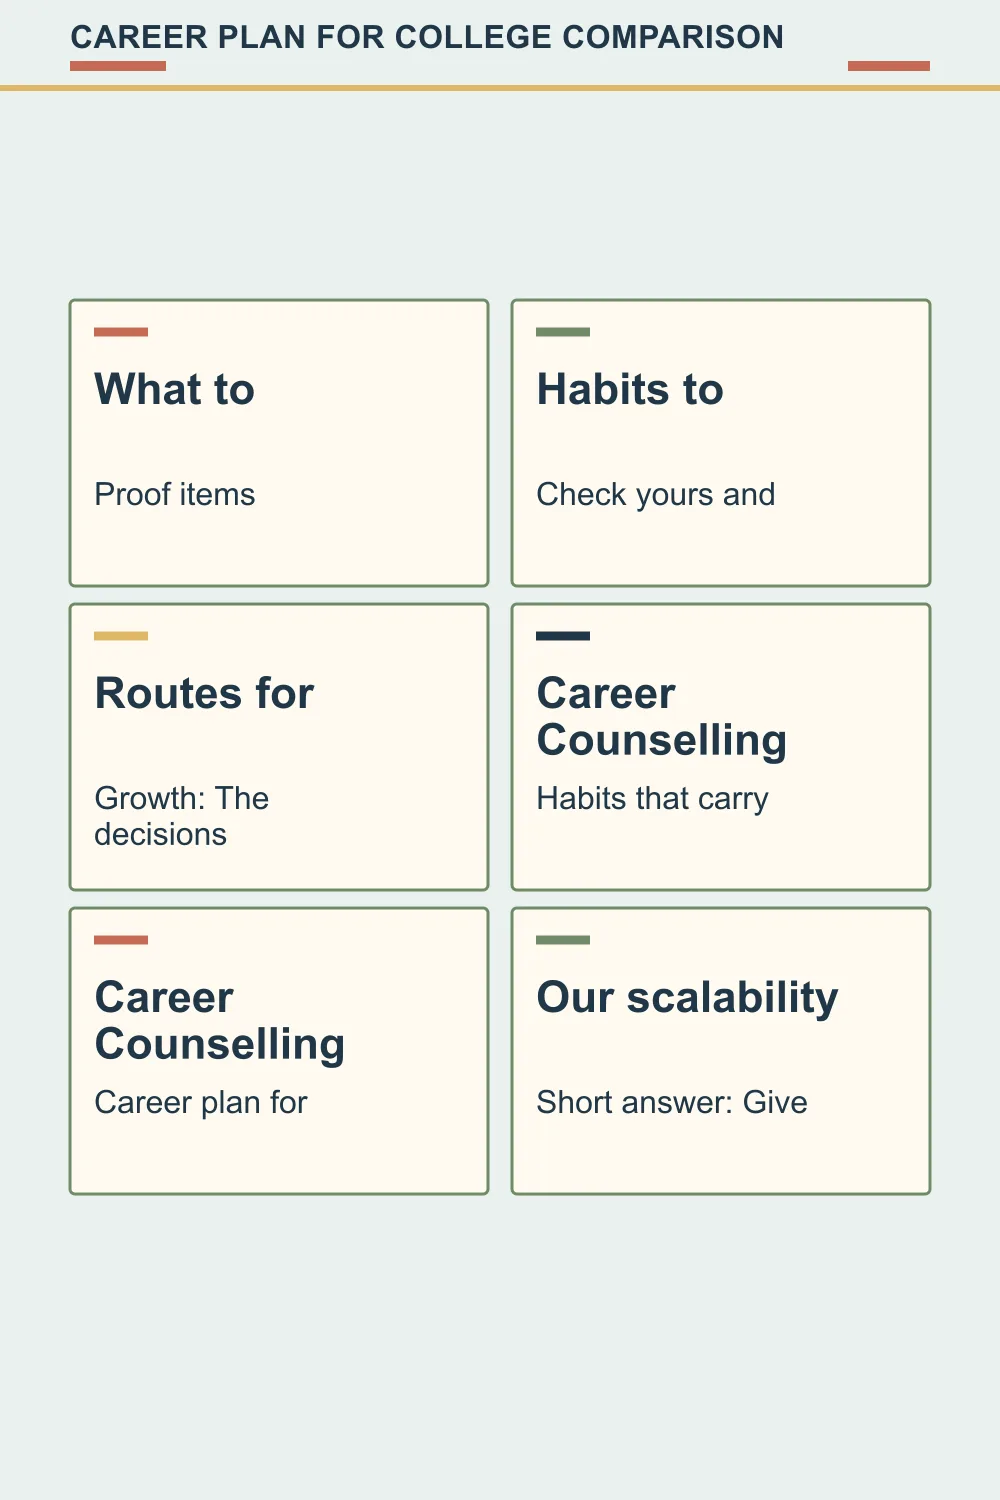 CAREER PLAN FOR COLLEGE COMPARISON
What to
Proof items
Habits to
Check yours and
Routes for
Growth: The
decisions
Career
Counselling
Habits that carry
Career
Counselling
Career plan for
Our scalability
Short answer: Give